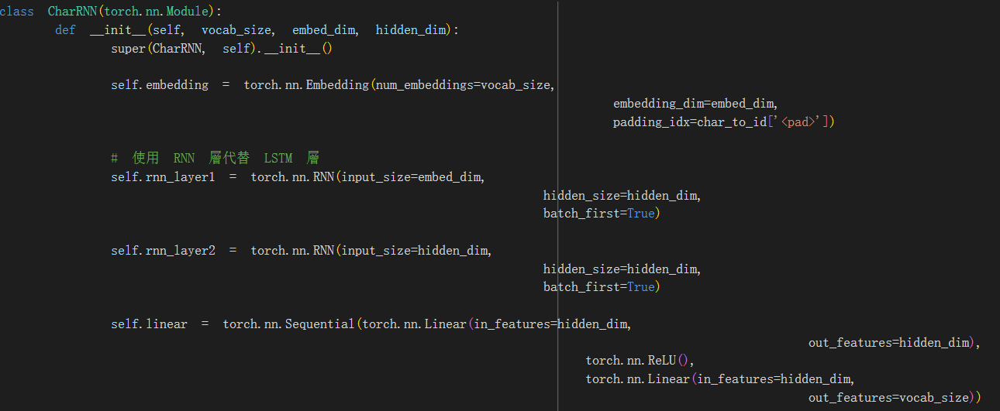 class CharRNN(torch.nn.Module):
def __init__(self, vocab_size, embed_dim, hidden_dim):
super(CharRNN, self).__init__()
self.embedding = torch.nn.Embedding(num_embeddings=vocab_size,
embedding_dim=embed_dim,
padding_idx=char_to_id['<pad>'])
# 使用 RNN 層代替 LSTM 層
self.rnn_layer1 = torch.nn.RNN(input_size=embed_dim,
hidden_size=hidden_dim,
batch_first=True)
self.rnn_layer2 = torch.nn.RNN(input_size=hidden_dim,
hidden_size=hidden_dim,
batch_first=True)
self.linear = torch.nn.Sequential(torch.nn.Linear(in_features=hidden_dim,
out_features=hidden_dim),
torch.nn.ReLU(),
torch.nn.Linear(in_features=hidden_dim,
out_features=vocab_size))